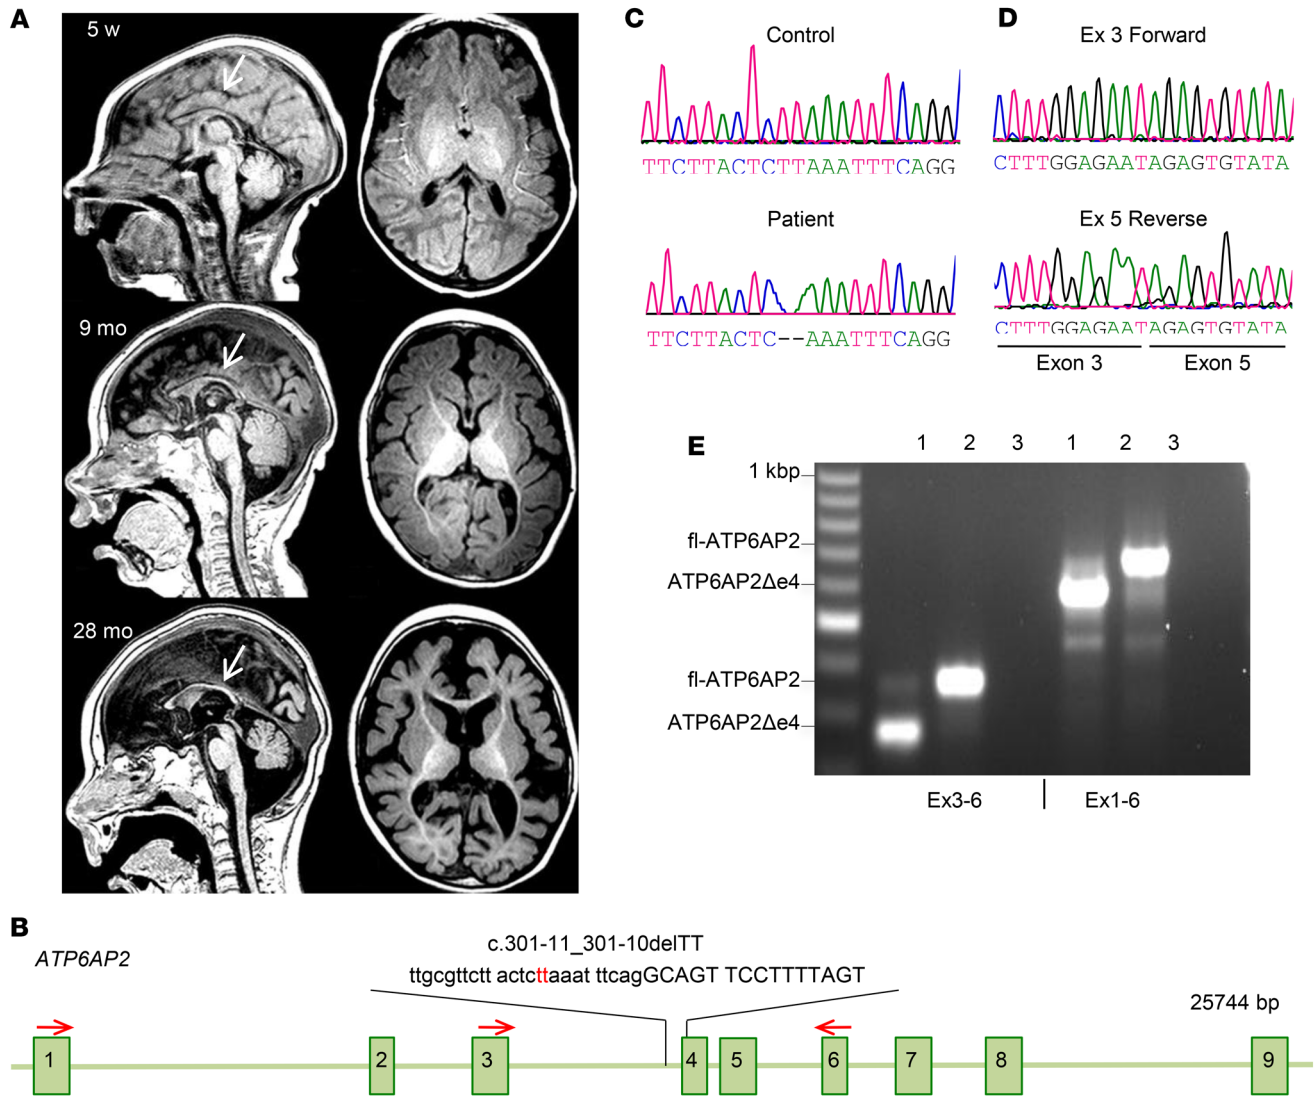 A
5 w
9 mo
28 mo
C
Control
TTCTTACTCTTAAATTTCAGG
Patient
TTCTTACTC--AAATTTCAGG
D
Ex 3 Forward
CTTTGGAGAATAGAGTGTATA
Ex 5 Reverse
CTTTGGAGAATAGAGTGTATA
Exon 3 Exon 5
E
1 2 3 1 2 3
1 kbp
fl-ATP6AP2
ATP6AP2Δe4
fl-ATP6AP2
ATP6AP2Δe4
Ex3-6 Ex1-6
B
ATP6AP2
c.301-11_301-10delTT
ttgcgttctt actcttaaat ttcagGCAGT TCCTTTTAGT
25744 bp
1 2 3 4 5 6 7 8 9